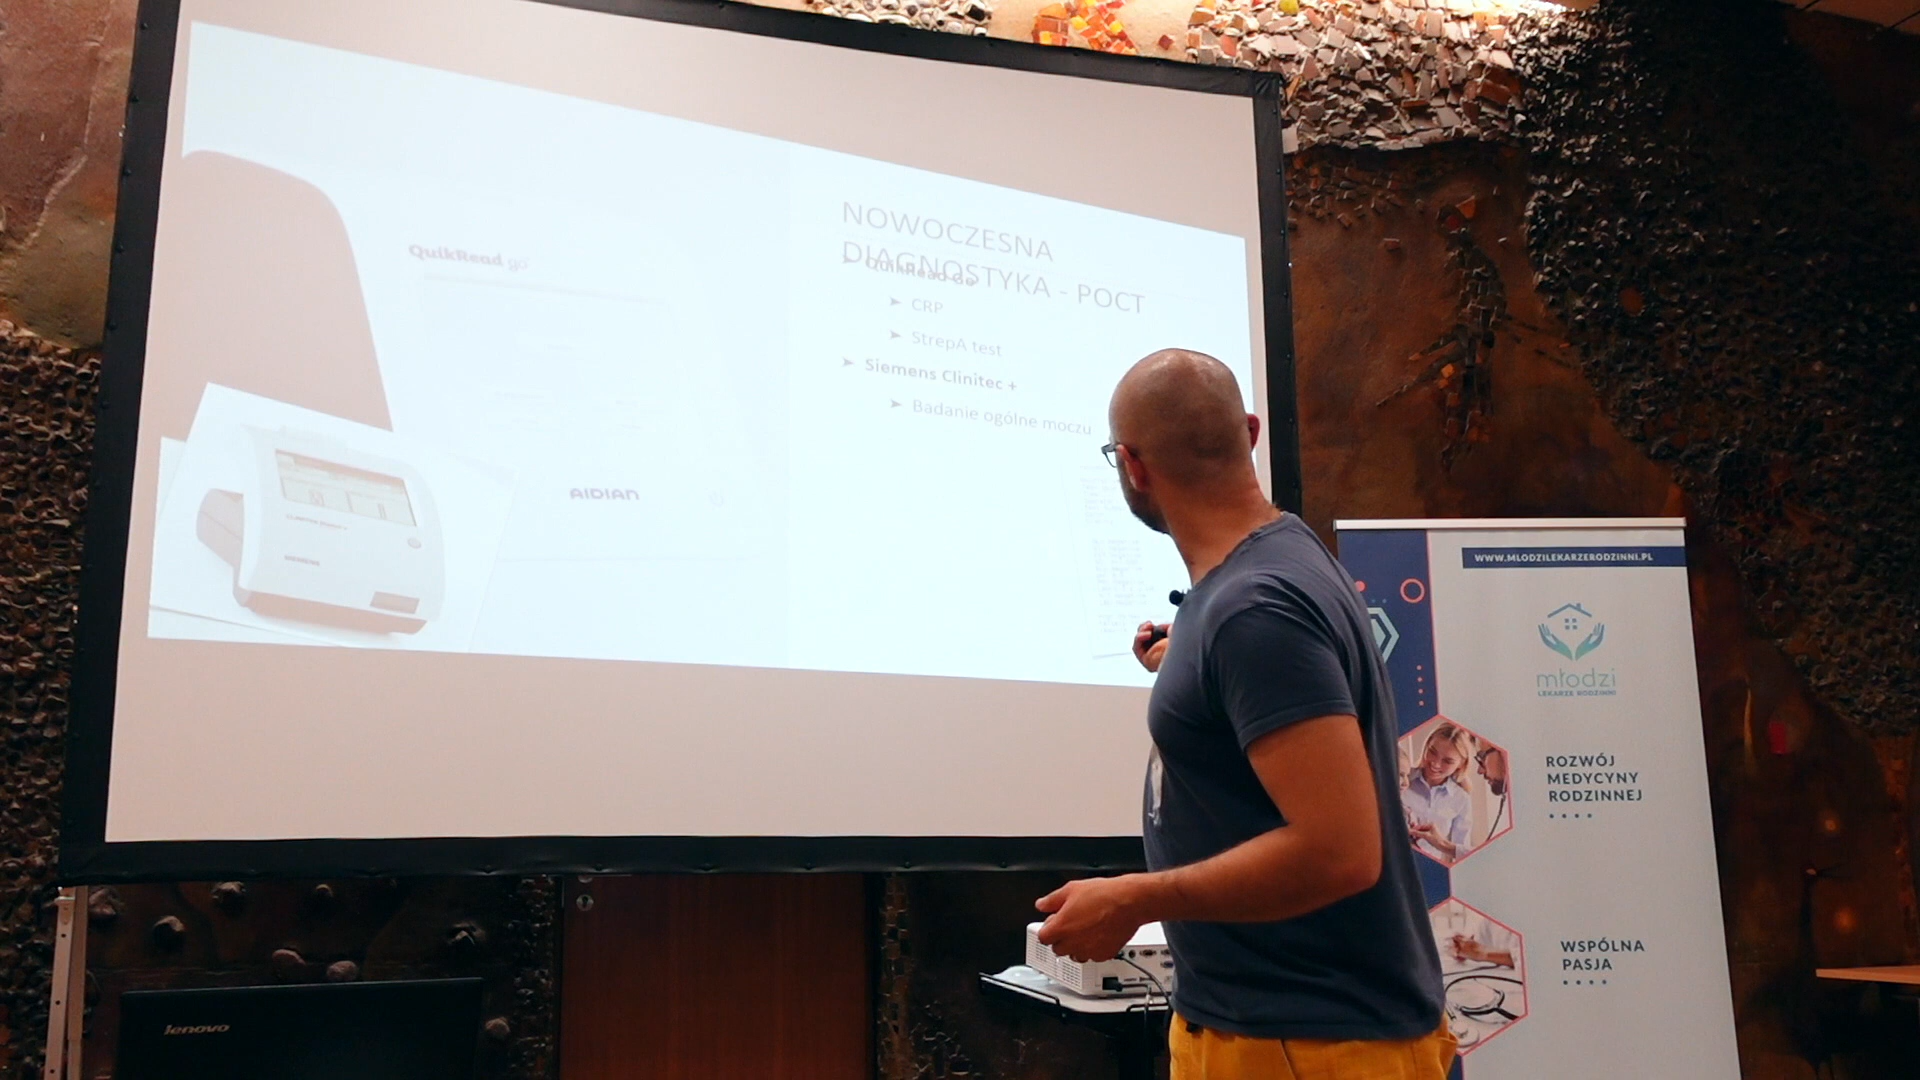 NOWOCZESNA
DIAGNOSTYKA - POCT
➤ QuikRead Go
➤ CRP
➤ StrepA test
➤ Siemens Clinitec +
➤ Badanie ogólne moczu
QuikRead go
AIDIAN
SIEMENS
WWW.MLODZILEKARZERODZINNI.PL
młodzi
LEKARZE RODZINNI
ROZWÓJ
MEDYCYNY
RODZINNEJ
WSPÓLNA
PASJA
lenovo